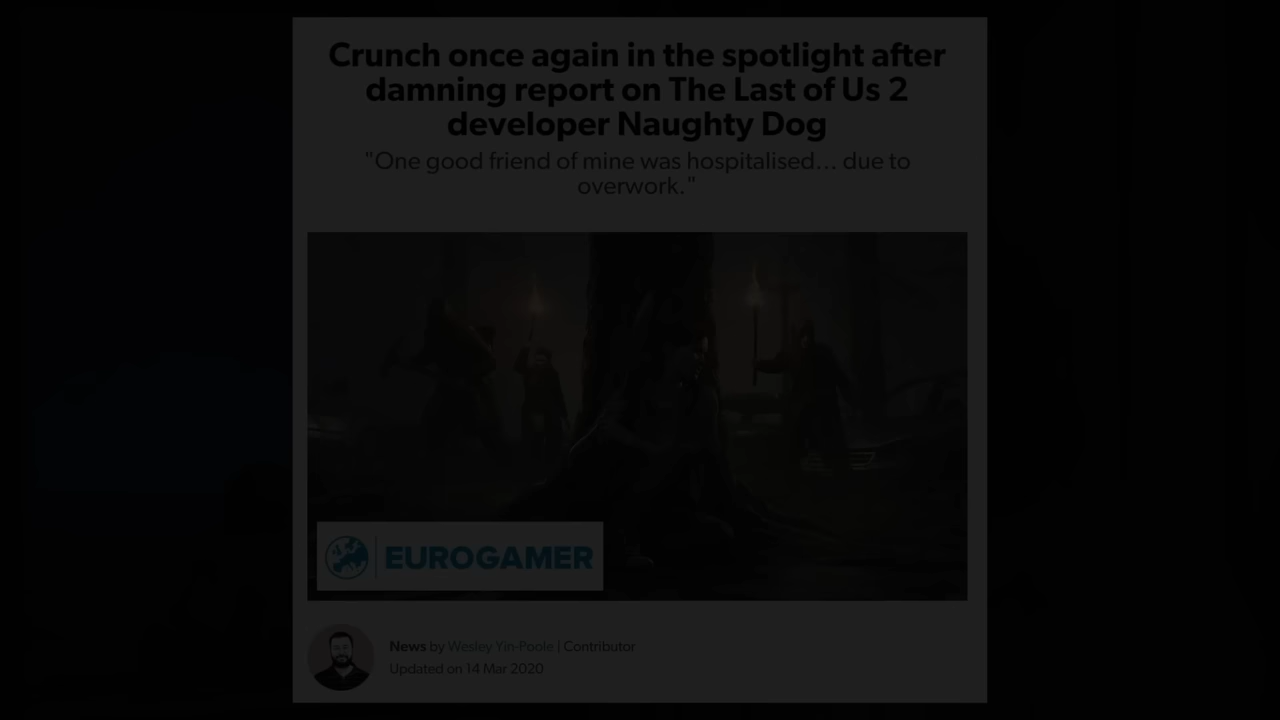 Crunch once again in the spotlight after
damning report on The Last of Us 2
developer Naughty Dog
"One good friend of mine was hospitalised... due to
overwork."
EUROGAMER
News by Wesley Yin-Poole | Contributor
Updated on 14 Mar 2020